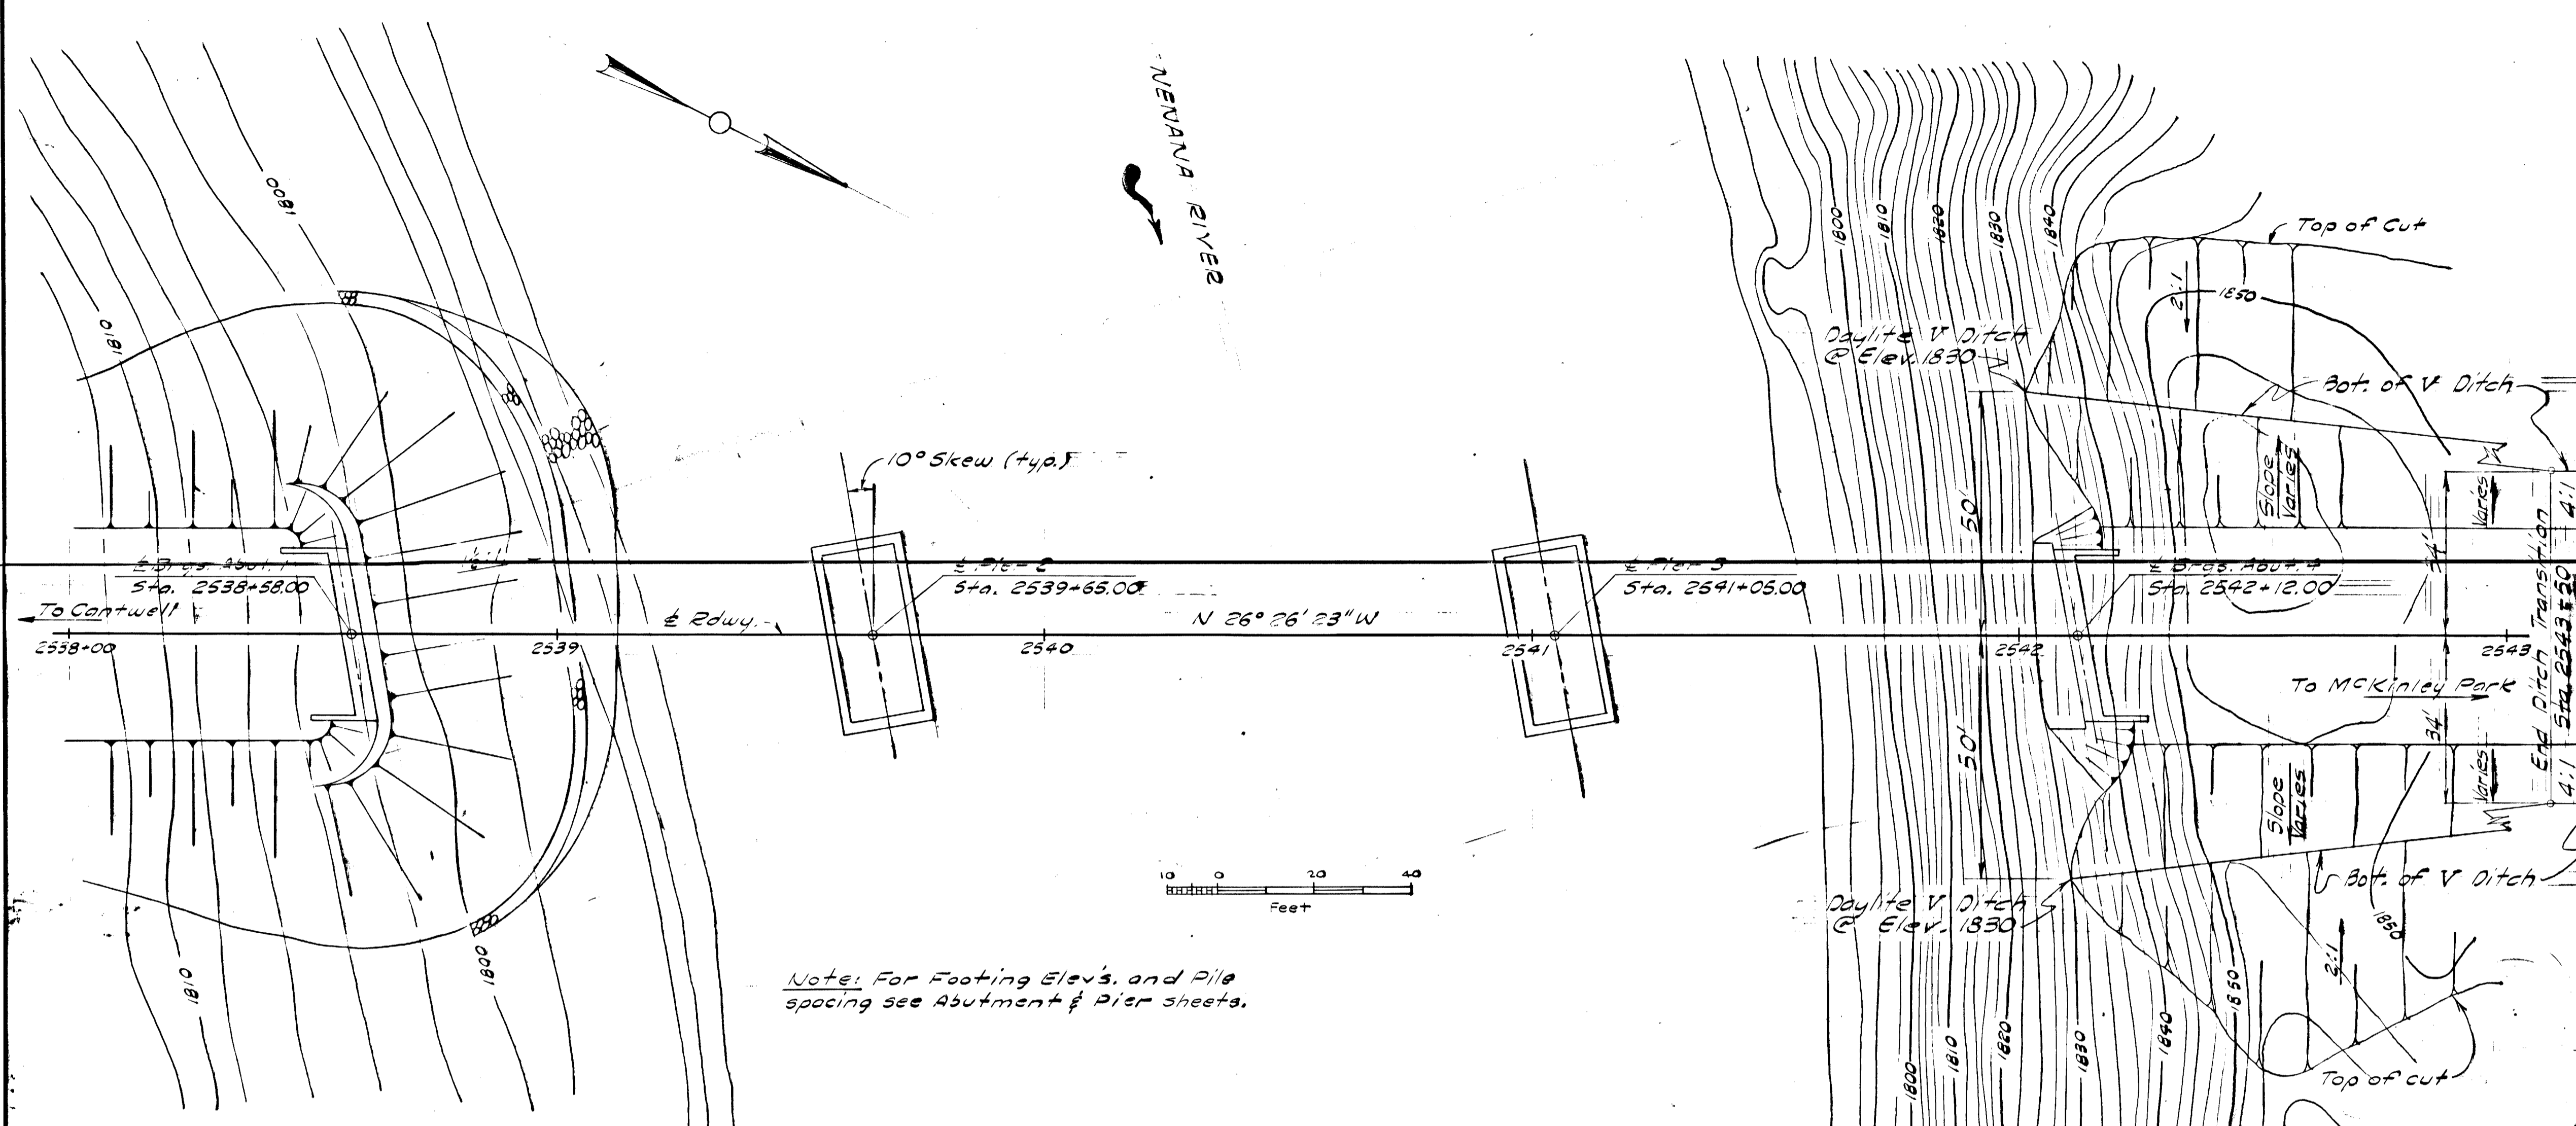 NENANA RIVER
1800
1810
1800
1810
1820
1830
1840
Top of Cut
2:1
1850
Daylite V Ditch
@ Elev. 1830
Bot. of V Ditch
10° Skew (typ.)
50'
Slope
Varies
Varies
34'
End Ditch Transition
Sta. 2543+50
4:1
4:1
℄ Brgs. Abut. 1
Sta. 2538+58.00
℄ Pier 2
Sta. 2539+65.00
℄ Pier 3
Sta. 2541+05.00
℄ Brgs. Abut. 4
Sta. 2542+12.00
To Cantwell
℄ Rdwy.
N 26° 26' 23" W
2538+00
2539
2540
2541
2542
2543
To McKinley Park
34'
50'
Slope
Varies
Varies
10 0 20 40
Feet
Daylite V Ditch
@ Elev. 1830
Bot. of V Ditch
1850
2:1
1810
1800
Note: For Footing Elev's. and Pile
spacing see Abutment & Pier sheets.
1800
1810
1820
1830
1840
1850
Top of cut